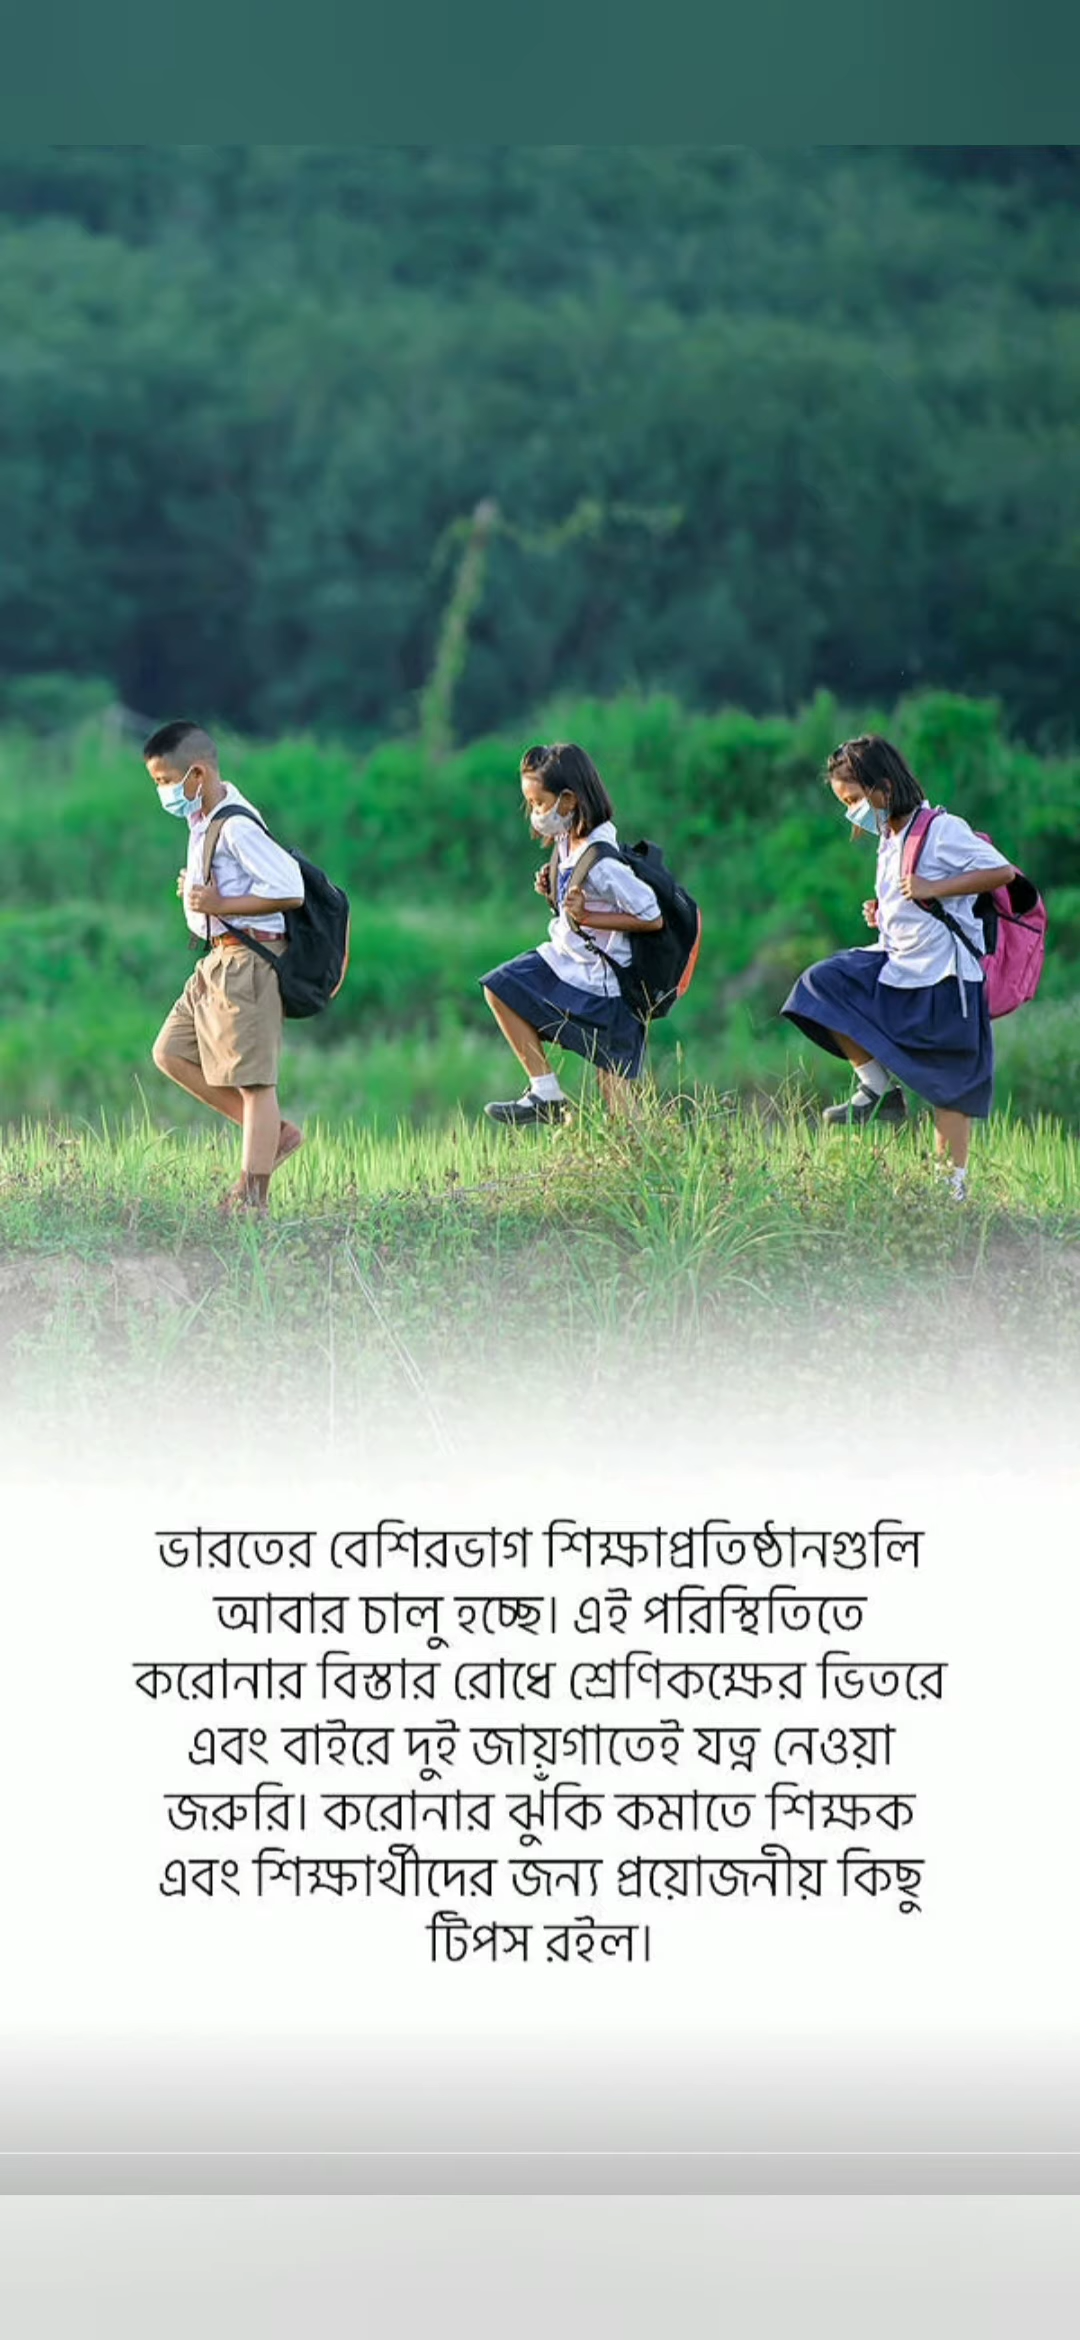 ভারতের বেশিরভাগ শিক্ষাপ্রতিষ্ঠানগুলি
আবার চালু হচ্ছে। এই পরিস্থিতিতে
করোনার বিস্তার রোধে শ্রেণিকক্ষের ভিতরে
এবং বাইরে দুই জায়গাতেই যত্ন নেওয়া
জরুরি। করোনার ঝুঁকি কমাতে শিক্ষক
এবং শিক্ষার্থীদের জন্য প্রয়োজনীয় কিছু
টিপস রইল।